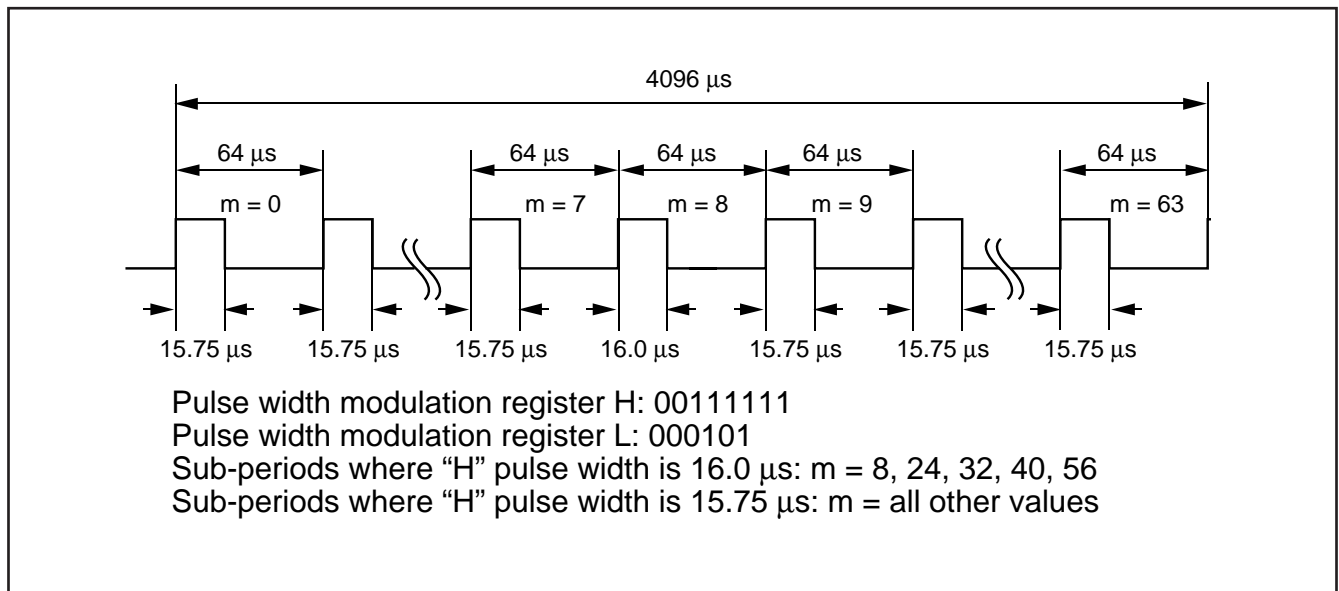 4096 μs
64 μs 64 μs 64 μs 64 μs 64 μs
m = 0 m = 7 m = 8 m = 9 m = 63
15.75 μs 15.75 μs 15.75 μs 16.0 μs 15.75 μs 15.75 μs 15.75 μs
Pulse width modulation register H: 00111111
Pulse width modulation register L: 000101
Sub-periods where “H” pulse width is 16.0 μs: m = 8, 24, 32, 40, 56
Sub-periods where “H” pulse width is 15.75 μs: m = all other values